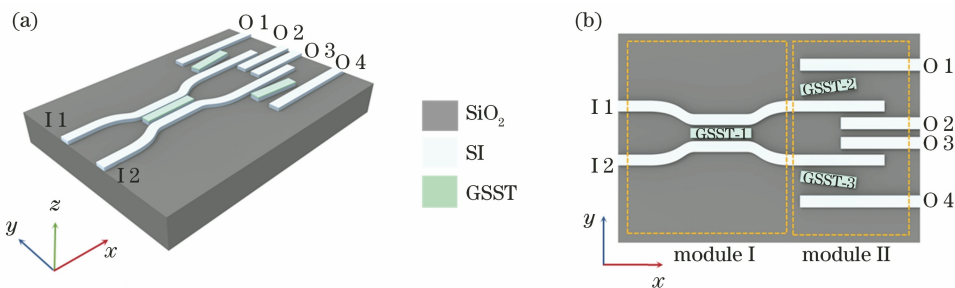 (a)
O 1
O 2
O 3
O 4
I 1
I 2
z
y
x
SiO₂
SI
GSST
(b)
O 1
GSST-2
I 1
O 2
GSST-1
O 3
I 2
GSST-3
O 4
y
x
module I
module II